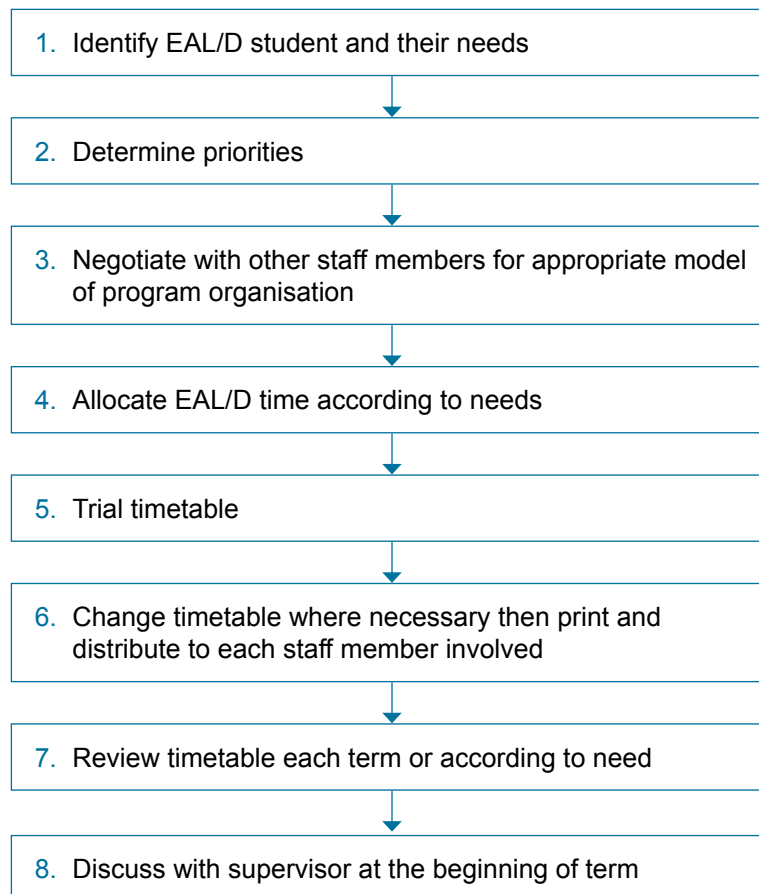 1. Identify EAL/D student and their needs
2. Determine priorities
3. Negotiate with other staff members for appropriate model
of program organisation
4. Allocate EAL/D time according to needs
5. Trial timetable
6. Change timetable where necessary then print and
distribute to each staff member involved
7. Review timetable each term or according to need
8. Discuss with supervisor at the beginning of term